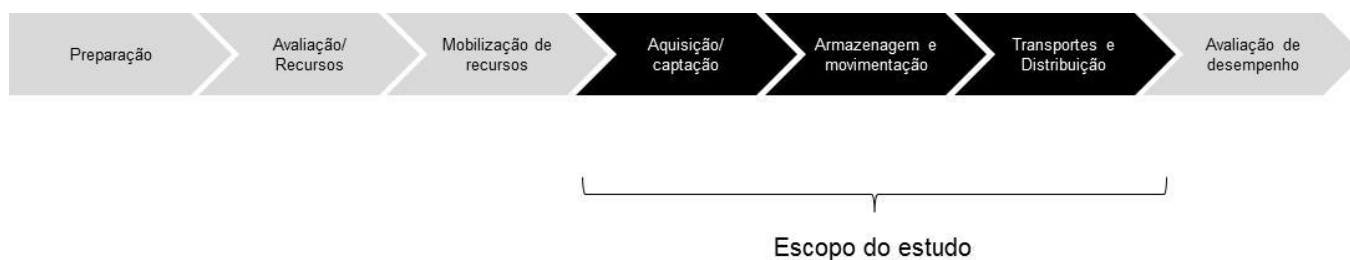 Preparação
Avaliação/
Recursos
Mobilização de
recursos
Aquisição/
captação
Armazenagem e
movimentação
Transportes e
Distribuição
Avaliação de
desempenho
Escopo do estudo